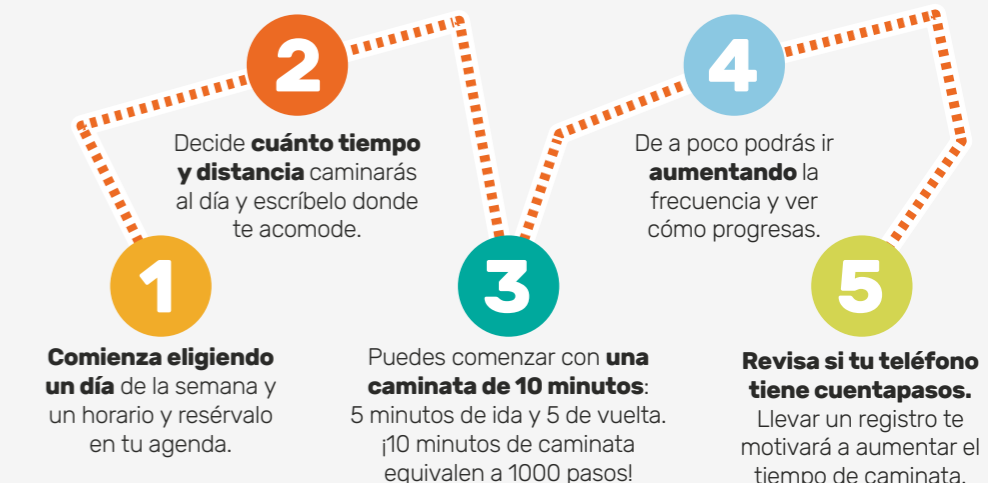 1
Comienza eligiendo
un día de la semana y
un horario y resérvalo
en tu agenda.
2
Decide cuánto tiempo
y distancia caminarás
al día y escríbelo donde
te acomode.
3
Puedes comenzar con una
caminata de 10 minutos:
5 minutos de ida y 5 de vuelta.
¡10 minutos de caminata
equivalen a 1000 pasos!
4
De a poco podrás ir
aumentando la
frecuencia y ver
cómo progresas.
5
Revisa si tu teléfono
tiene cuentapasos.
Llevar un registro te
motivará a aumentar el
tiempo de caminata.